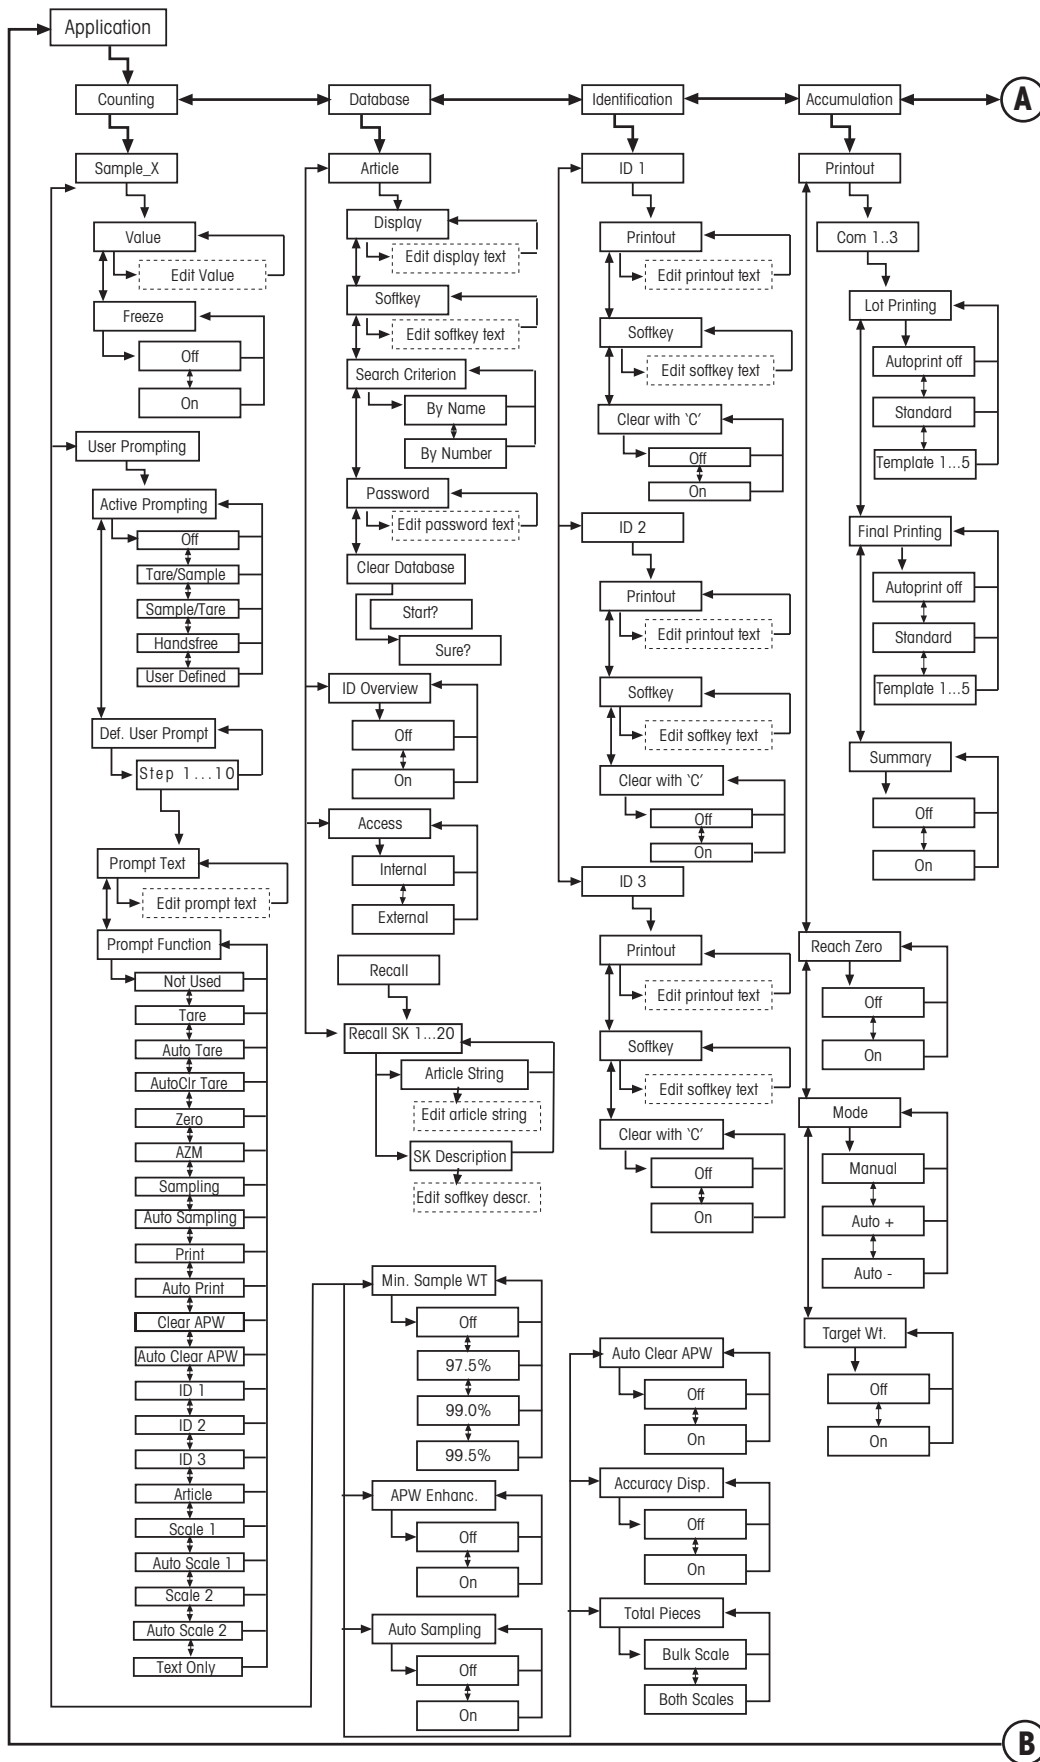 Application
Counting
Database
Identification
Accumulation
A
Sample_X
Value
Edit Value
Freeze
Off
On
User Prompting
Active Prompting
Off
Tare/Sample
Sample/Tare
Handsfree
User Defined
Def. User Prompt
Step 1...10
Prompt Text
Edit prompt text
Prompt Function
Not Used
Tare
Auto Tare
AutoClr Tare
Zero
AZM
Sampling
Auto Sampling
Print
Auto Print
Clear APW
Auto Clear APW
ID 1
ID 2
ID 3
Article
Scale 1
Auto Scale 1
Scale 2
Auto Scale 2
Text Only
Article
Display
Edit display text
Softkey
Edit softkey text
Search Criterion
By Name
By Number
Password
Edit password text
Clear Database
Start?
Sure?
ID Overview
Off
On
Access
Internal
External
Recall
Recall SK 1...20
Article String
Edit article string
SK Description
Edit softkey descr.
Min. Sample WT
Off
97.5%
99.0%
99.5%
APW Enhanc.
Off
On
Auto Sampling
Off
On
ID 1
Printout
Edit printout text
Softkey
Edit softkey text
Clear with ‘C’
Off
On
ID 2
Printout
Edit printout text
Softkey
Edit softkey text
Clear with ‘C’
Off
On
ID 3
Printout
Edit printout text
Softkey
Edit softkey text
Clear with ‘C’
Off
On
Auto Clear APW
Off
On
Accuracy Disp.
Off
On
Total Pieces
Bulk Scale
Both Scales
Printout
Com 1..3
Lot Printing
Autoprint off
Standard
Template 1...5
Final Printing
Autoprint off
Standard
Template 1...5
Summary
Off
On
Reach Zero
Off
On
Mode
Manual
Auto +
Auto -
Target Wt.
Off
On
B